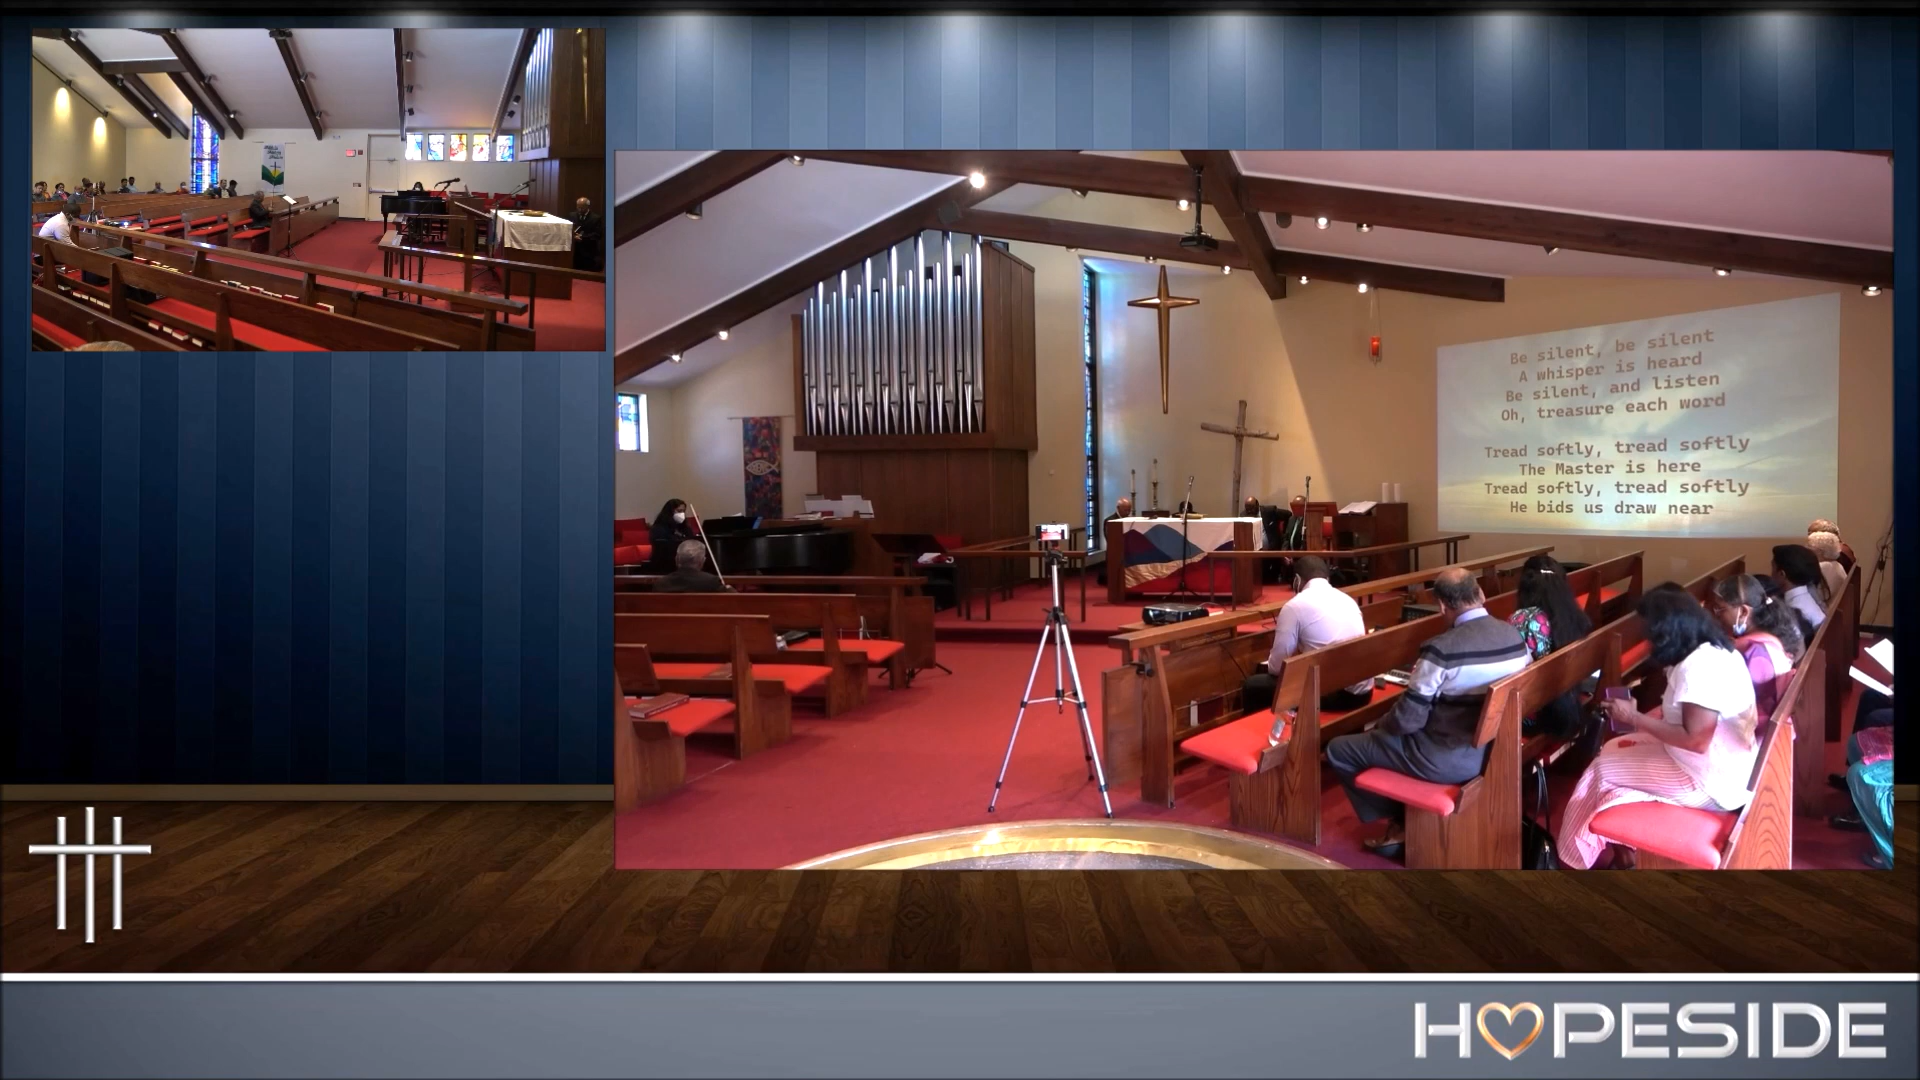 Be silent, be silent
A whisper is heard
Be silent, and listen
Oh, treasure each word
Tread softly, tread softly
The Master is here
Tread softly, tread softly
He bids us draw near
HOPESIDE